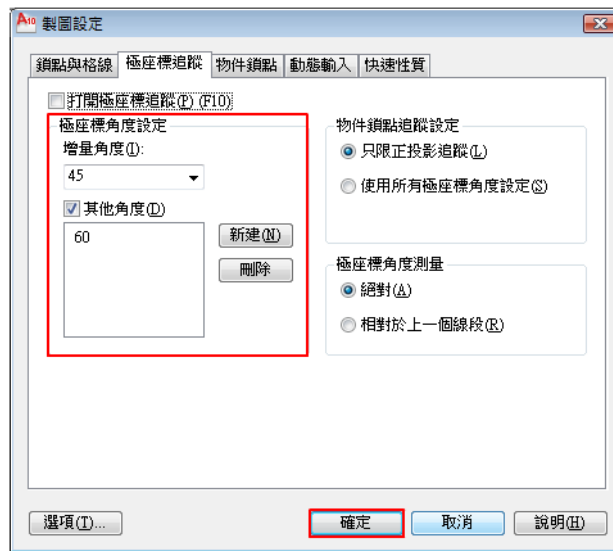 A10 製圖設定
鎖點與格線 極座標追蹤 物件鎖點 動態輸入 快速性質
打開極座標追蹤(P) (F10)
極座標角度設定
增量角度(I):
45
其他角度(D)
60
新建(N)
刪除
物件鎖點追蹤設定
只限正投影追蹤(L)
使用所有極座標角度設定(S)
極座標角度測量
絕對(A)
相對於上一個線段(R)
選項(T)...
確定
取消
說明(H)